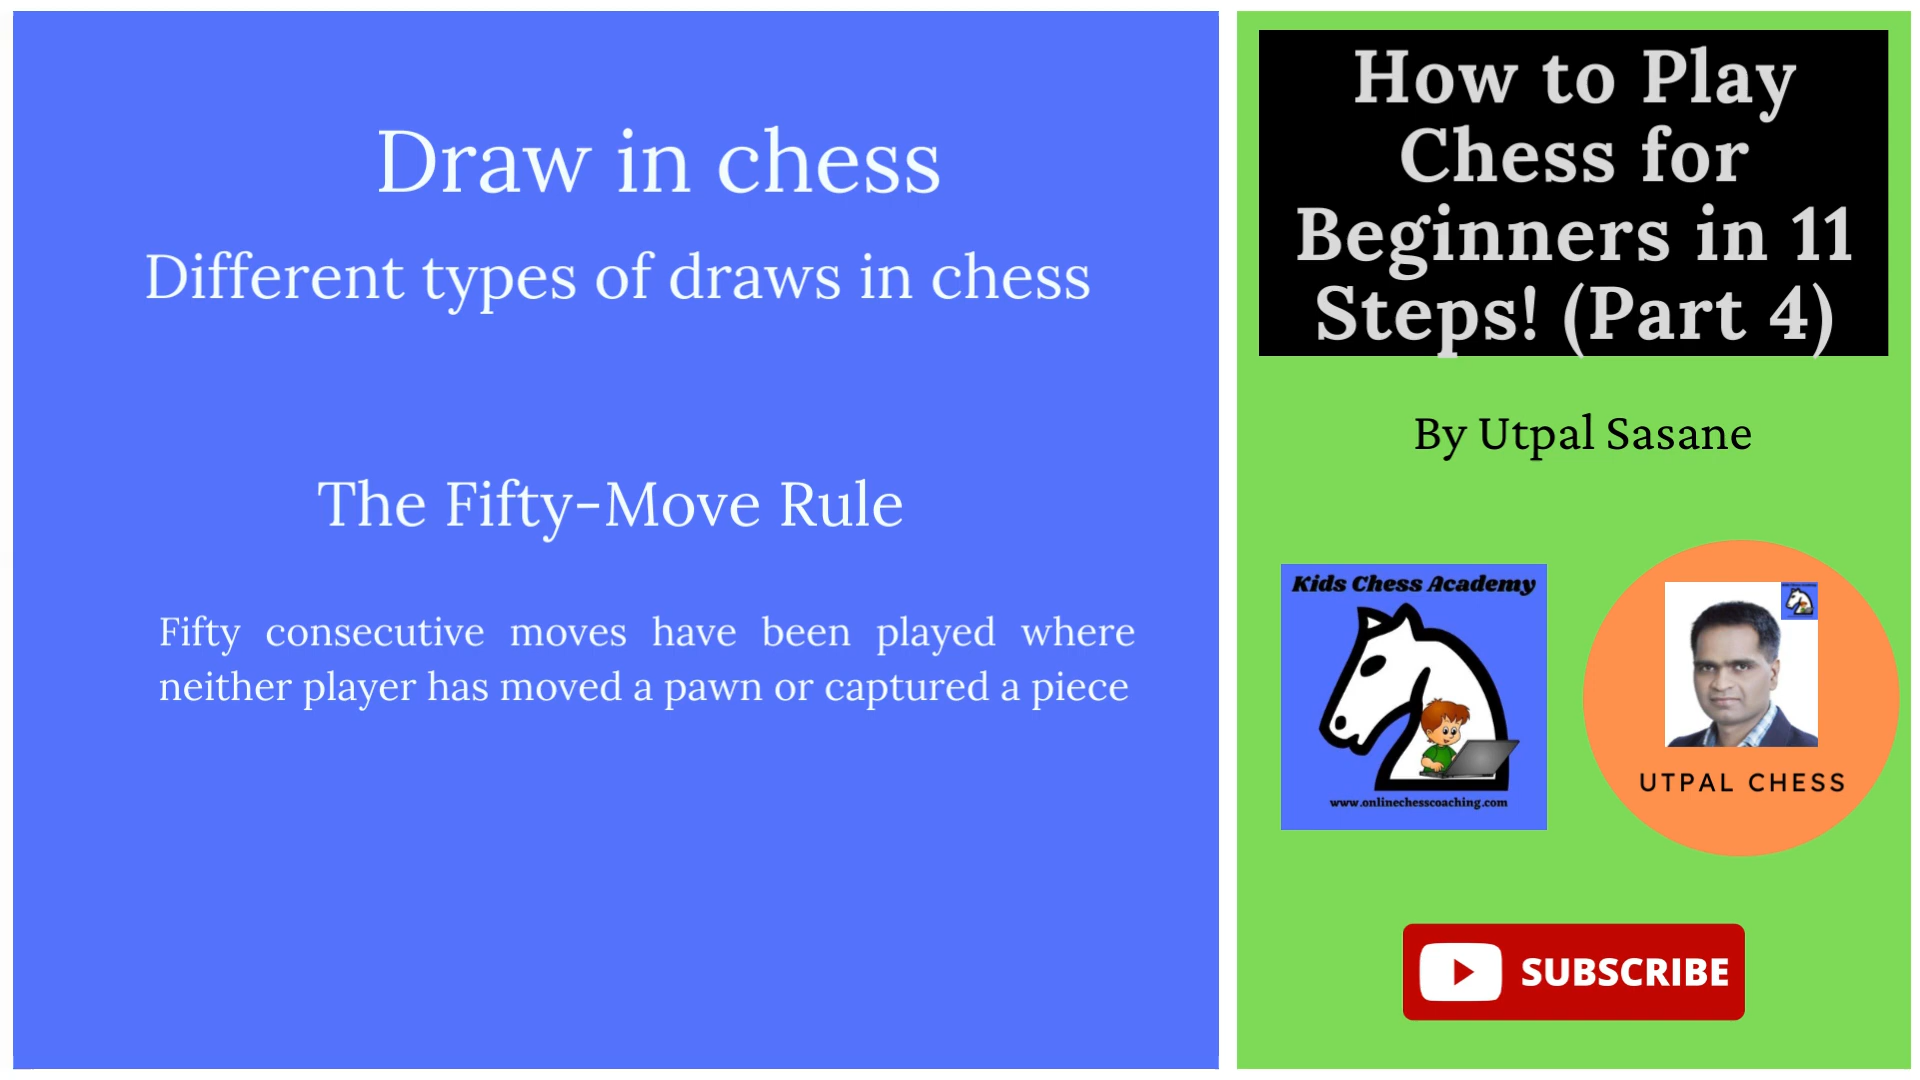 Draw in chess
Different types of draws in chess
The Fifty-Move Rule
Fifty consecutive moves have been played where
neither player has moved a pawn or captured a piece
How to Play
Chess for
Beginners in 11
Steps! (Part 4)
By Utpal Sasane
Kids Chess Academy
www.onlinechesscoaching.com
UTPAL CHESS
SUBSCRIBE